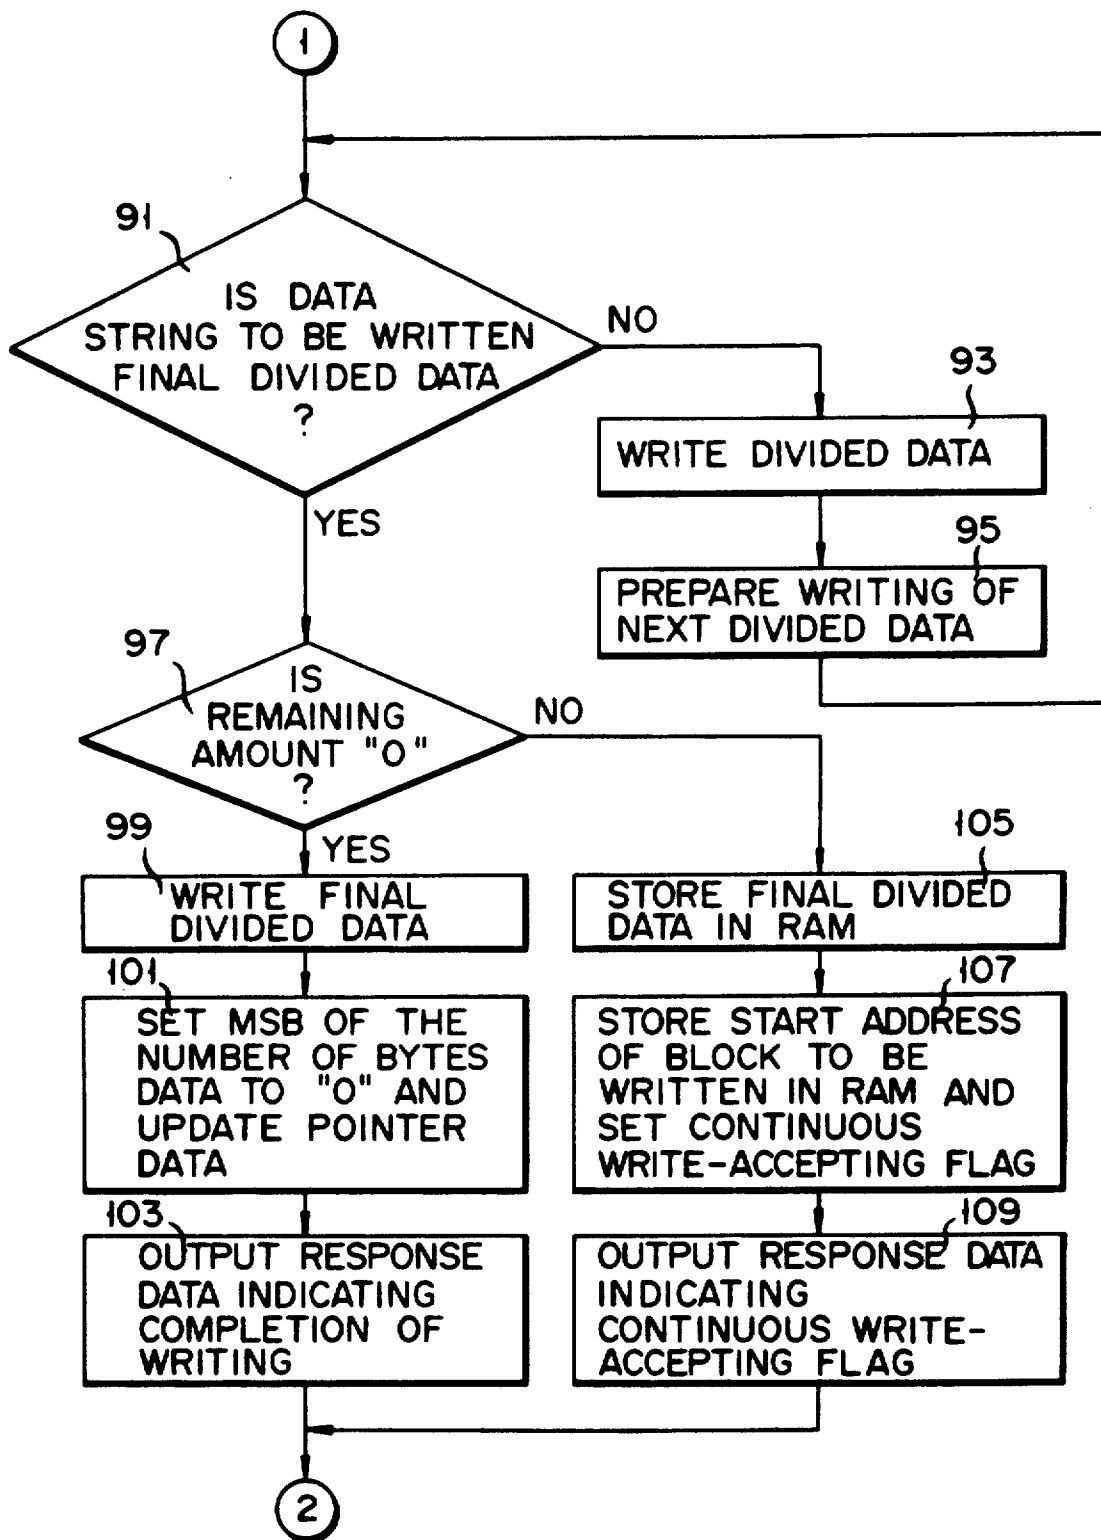 1
91
IS DATA
STRING TO BE WRITTEN
FINAL DIVIDED DATA
?
NO
YES
93
WRITE DIVIDED DATA
95
PREPARE WRITING OF
NEXT DIVIDED DATA
97
IS
REMAINING
AMOUNT "0"
?
NO
YES
99
WRITE FINAL
DIVIDED DATA
105
STORE FINAL DIVIDED
DATA IN RAM
101
SET MSB OF THE
NUMBER OF BYTES
DATA TO "0" AND
UPDATE POINTER
DATA
107
STORE START ADDRESS
OF BLOCK TO BE
WRITTEN IN RAM AND
SET CONTINUOUS
WRITE-ACCEPTING FLAG
103
OUTPUT RESPONSE
DATA INDICATING
COMPLETION OF
WRITING
109
OUTPUT RESPONSE DATA
INDICATING
CONTINUOUS WRITE-
ACCEPTING FLAG
2